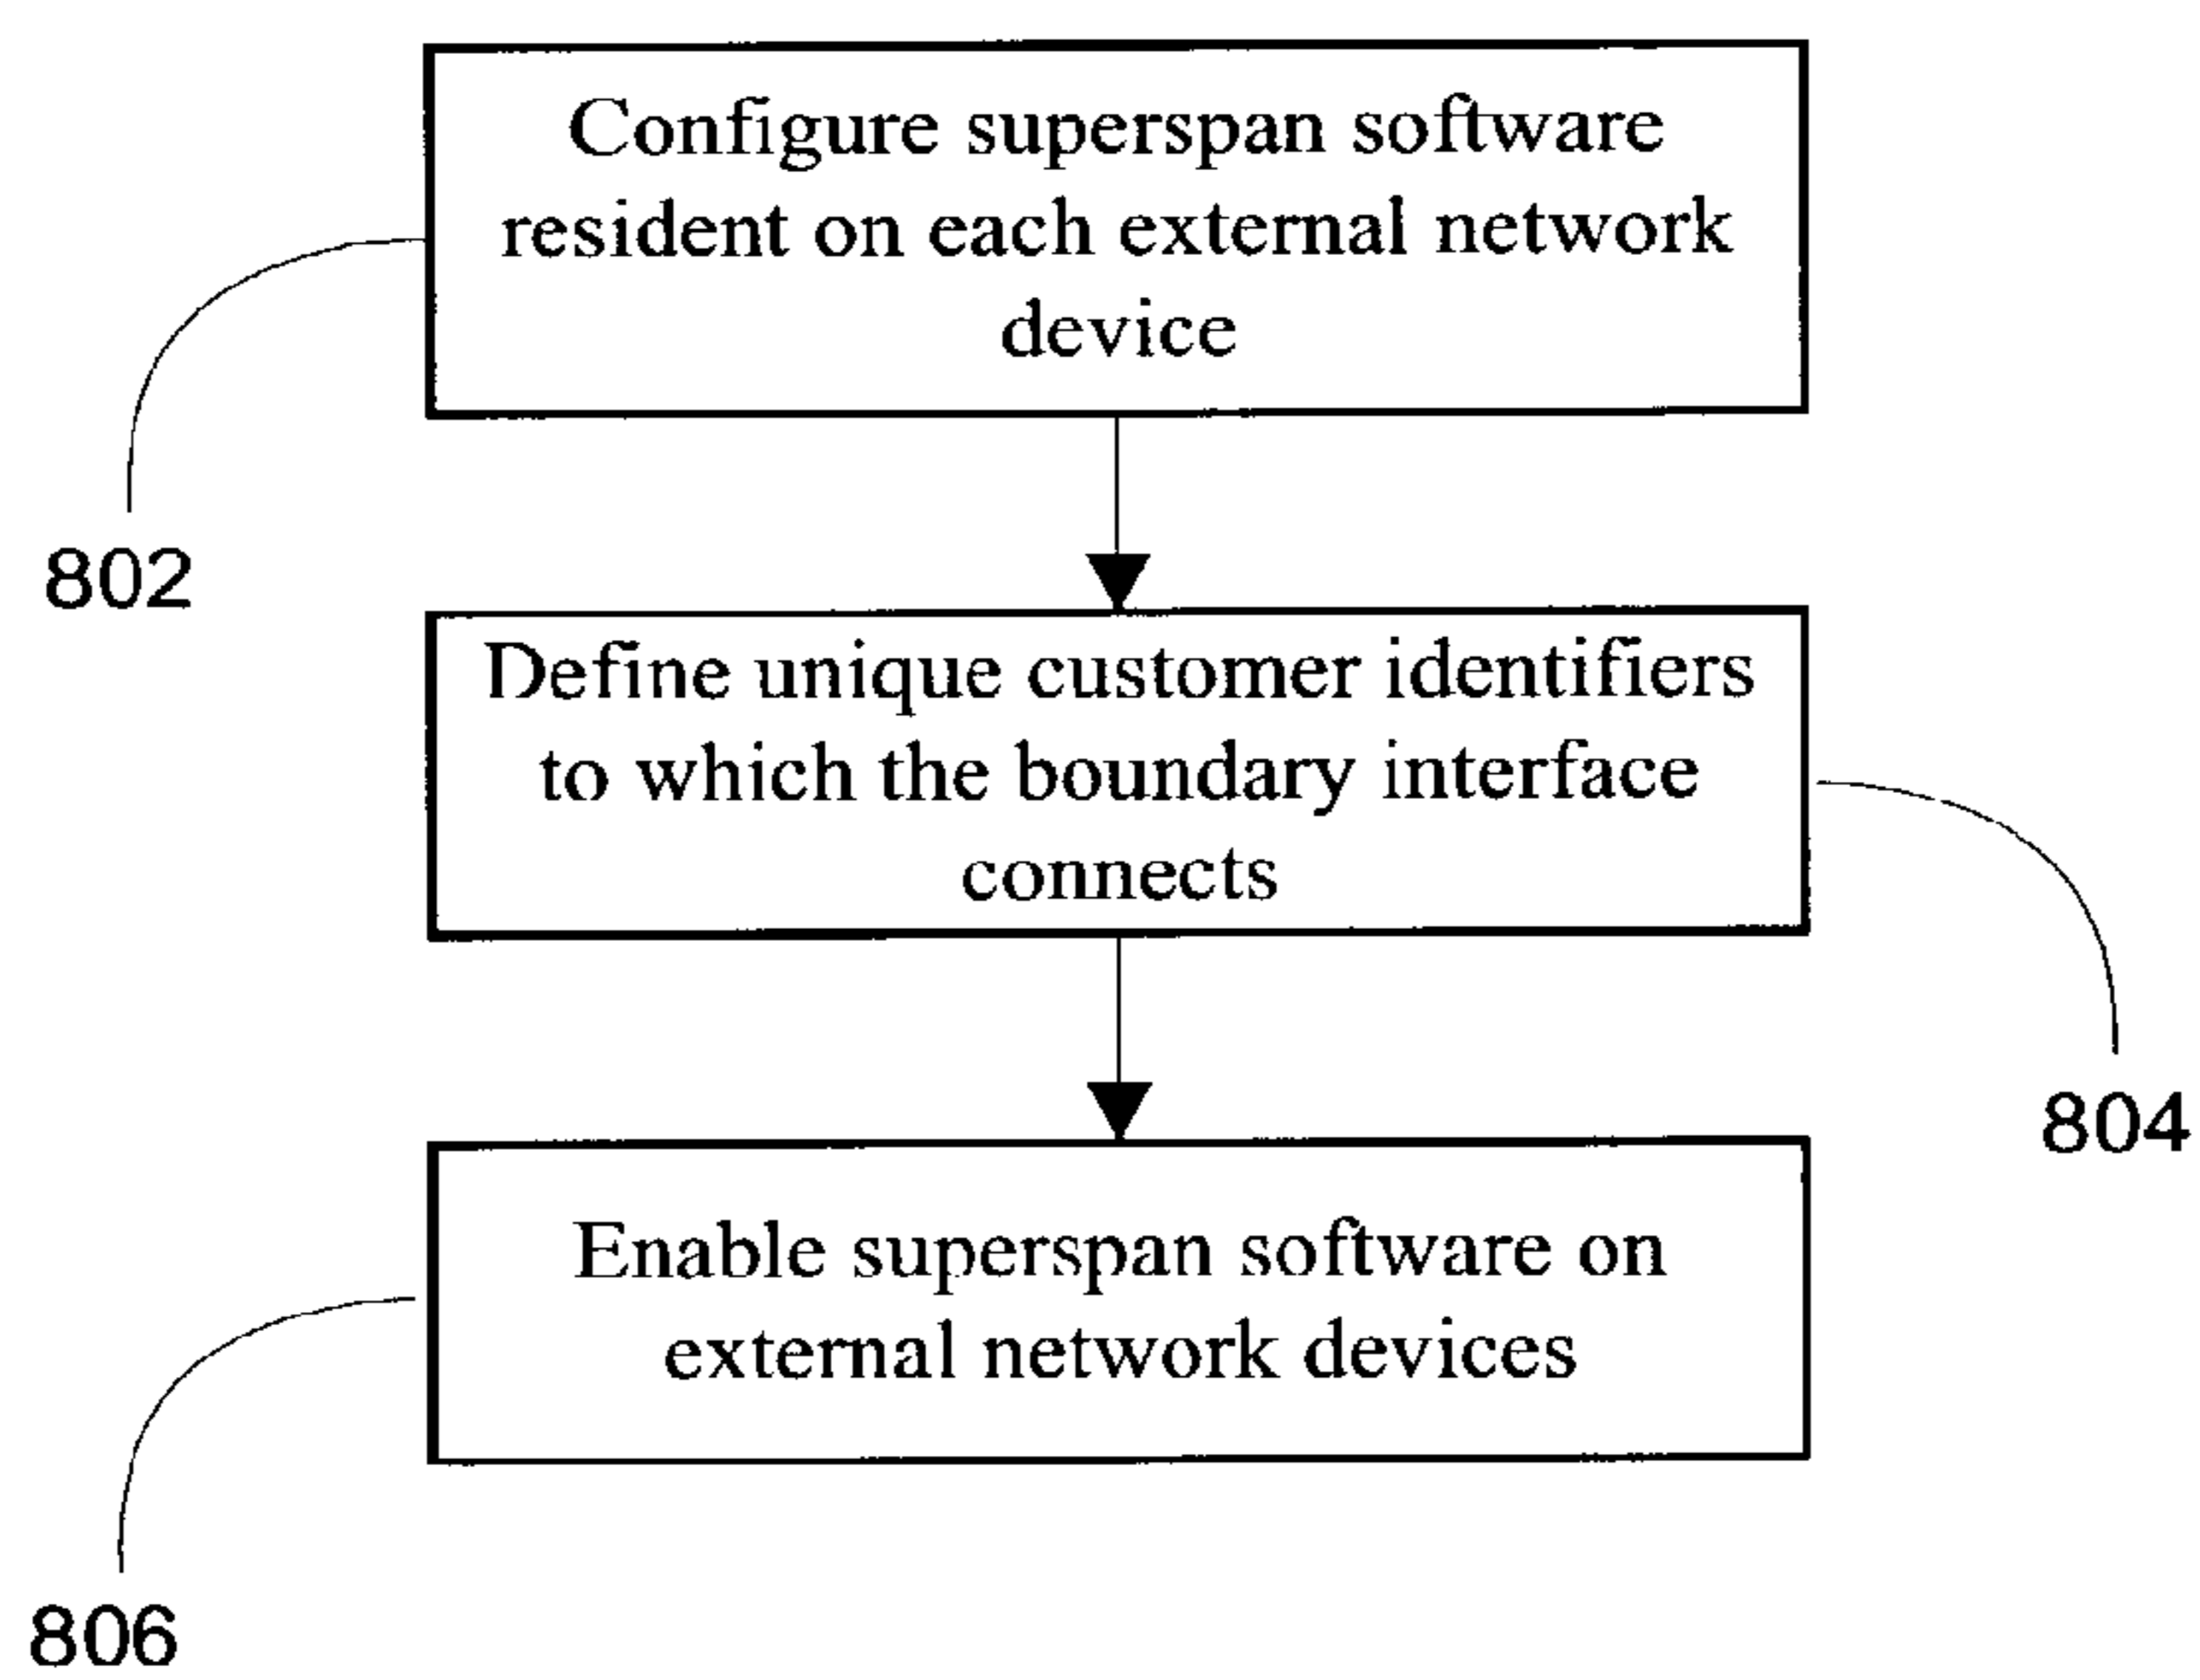 Configure superspan software
resident on each external network
device
802
Define unique customer identifiers
to which the boundary interface
connects
804
Enable superspan software on
external network devices
806